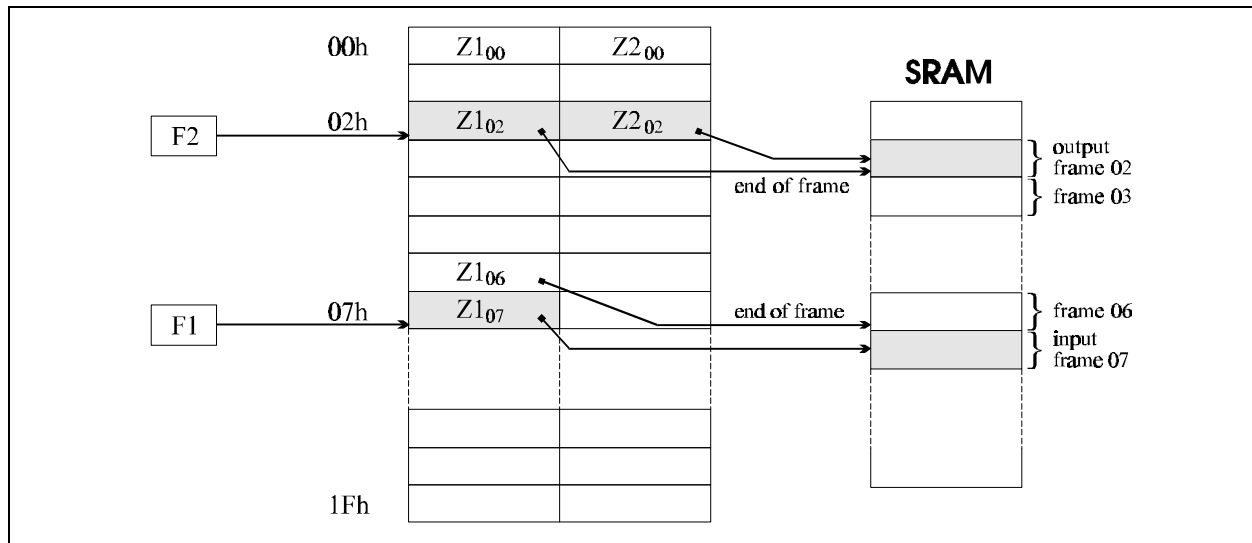 00h Z1₀₀ Z2₀₀
SRAM
F2 02h Z1₀₂ Z2₀₂
output
frame 02
end of frame
frame 03
Z1₀₆
F1 07h Z1₀₇
end of frame
frame 06
input
frame 07
1Fh